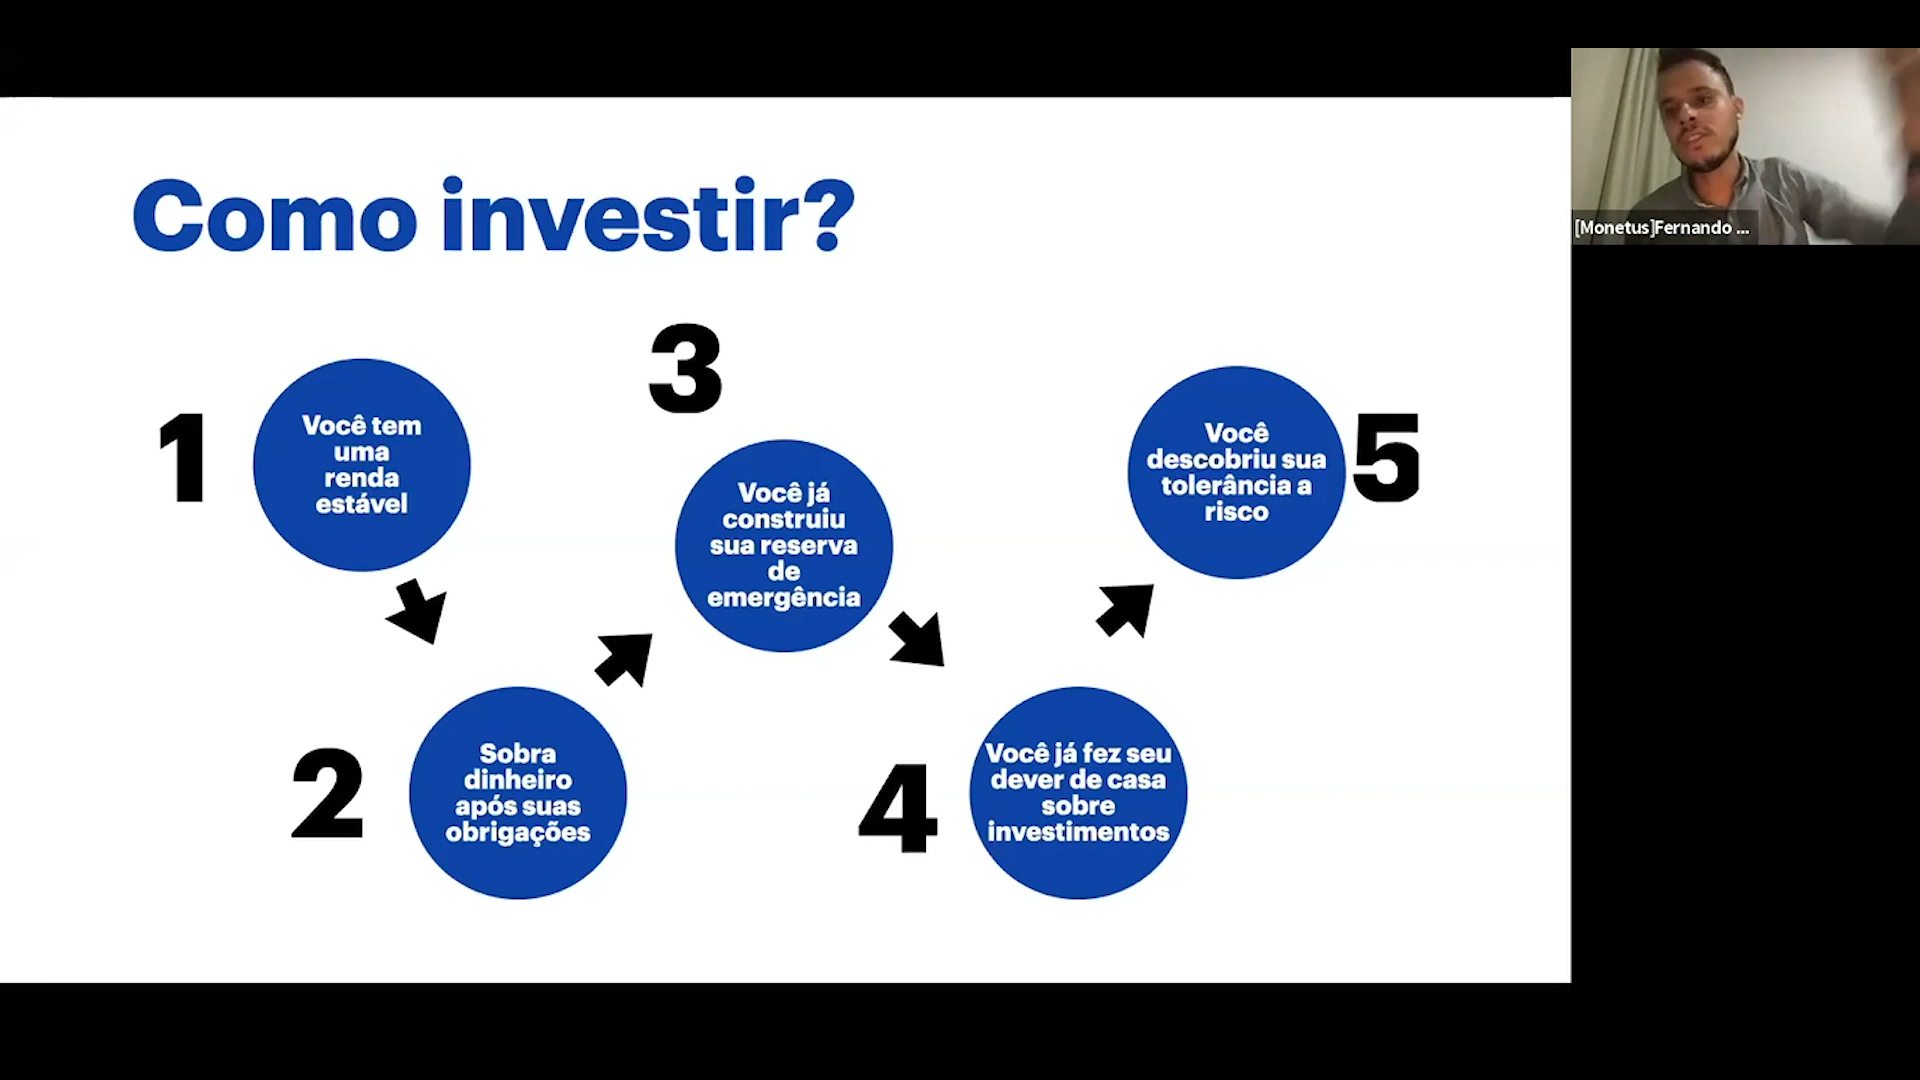 Como investir?
1
Você tem
uma
renda
estável
2
Sobra
dinheiro
após suas
obrigações
3
Você já
construiu
sua reserva
de
emergência
4
Você já fez seu
dever de casa
sobre
investimentos
5
Você
descobriu sua
tolerância a
risco
[Monetus]Fernando ...